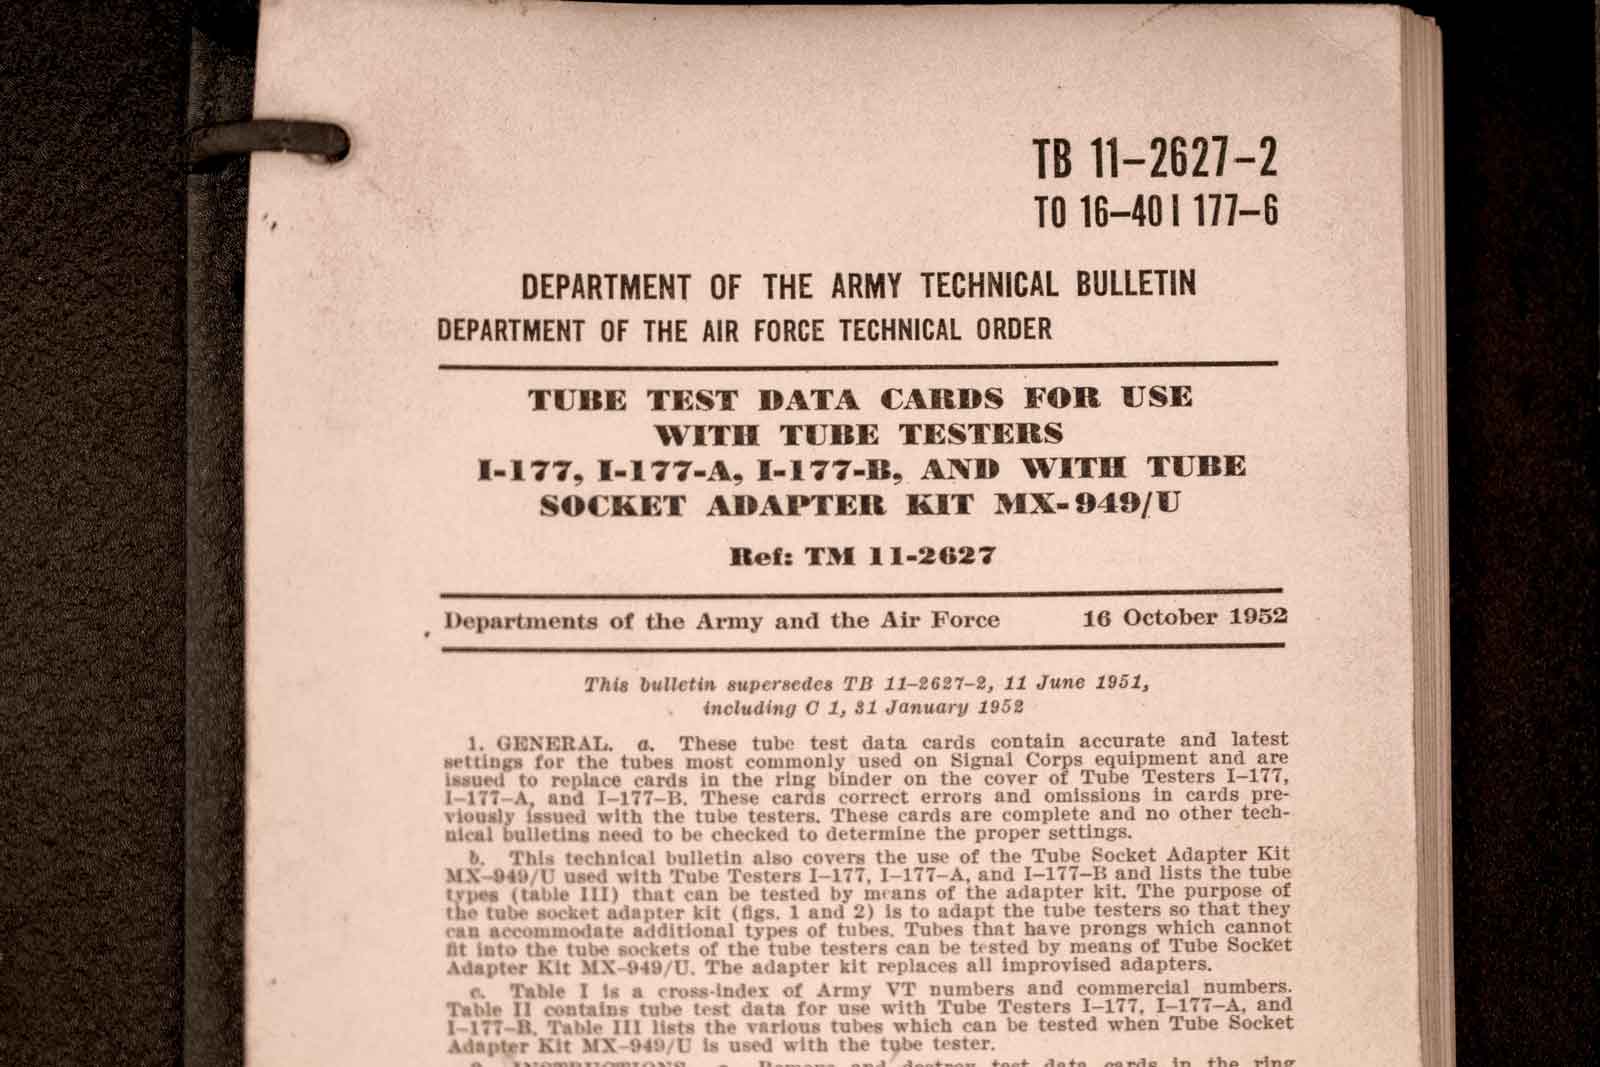 TB 11–2627–2
TO 16–40 I 177–6
DEPARTMENT OF THE ARMY TECHNICAL BULLETIN
DEPARTMENT OF THE AIR FORCE TECHNICAL ORDER
TUBE TEST DATA CARDS FOR USE
WITH TUBE TESTERS
I-177, I-177-A, I-177-B, AND WITH TUBE
SOCKET ADAPTER KIT MX-949/U
Ref: TM 11-2627
Departments of the Army and the Air Force 16 October 1952
This bulletin supersedes TB 11–2627–2, 11 June 1951,
including C 1, 31 January 1952
1. GENERAL. a. These tube test data cards contain accurate and latest
settings for the tubes most commonly used on Signal Corps equipment and are
issued to replace cards in the ring binder on the cover of Tube Testers I–177,
I–177–A, and I–177–B. These cards correct errors and omissions in cards pre-
viously issued with the tube testers. These cards are complete and no other tech-
nical bulletins need to be checked to determine the proper settings.
b. This technical bulletin also covers the use of the Tube Socket Adapter Kit
MX–949/U used with Tube Testers I–177, I–177–A, and I–177–B and lists the tube
types (table III) that can be tested by means of the adapter kit. The purpose of
the tube socket adapter kit (figs. 1 and 2) is to adapt the tube testers so that they
can accommodate additional types of tubes. Tubes that have prongs which cannot
fit into the tube sockets of the tube testers can be tested by means of Tube Socket
Adapter Kit MX–949/U. The adapter kit replaces all improvised adapters.
c. Table I is a cross-index of Army VT numbers and commercial numbers.
Table II contains tube test data for use with Tube Testers I–177, I–177–A, and
I–177–B. Table III lists the various tubes which can be tested when Tube Socket
Adapter Kit MX–949/U is used with the tube tester.
2. INSTRUCTIONS. a. Remove and destroy test data cards in the ring